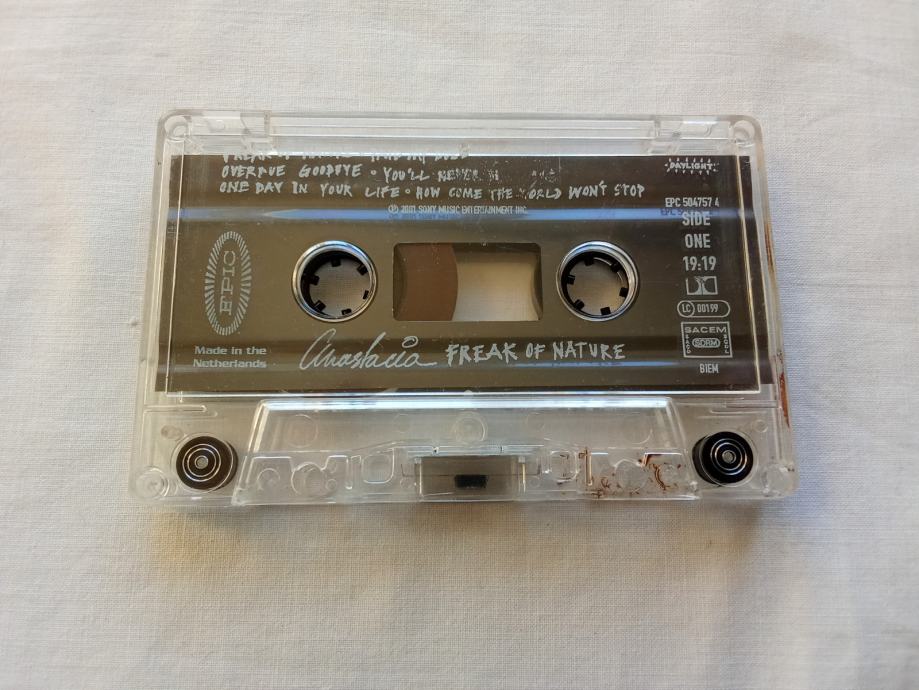 OVERDUE GOODBYE • YOU'LL NEVER
ONE DAY IN YOUR LIFE • HOW COME THE WORLD WON'T STOP
℗ 2001 SONY MUSIC ENTERTAINMENT INC.
DAYLIGHT
EPC 504757 4
SIDE
ONE
19:19
LC 00199
SACEM
SDRM
BIEM
EPIC
Made in the
Netherlands
Anastacia FREAK OF NATURE